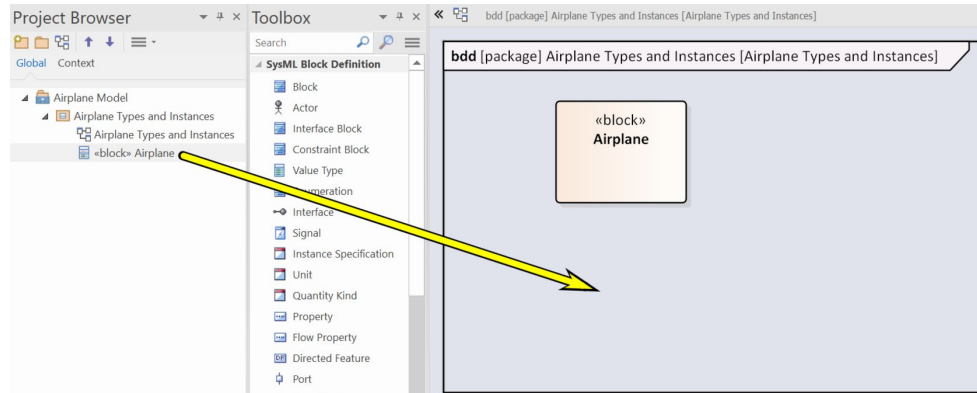 Project Browser
Global Context
Airplane Model
Airplane Types and Instances
Airplane Types and Instances
«block» Airplane
Toolbox
Search
SysML Block Definition
Block
Actor
Interface Block
Constraint Block
Value Type
Enumeration
Interface
Signal
Instance Specification
Unit
Quantity Kind
Property
Flow Property
Directed Feature
Port
bdd [package] Airplane Types and Instances [Airplane Types and Instances]
bdd [package] Airplane Types and Instances [Airplane Types and Instances]
«block»
Airplane